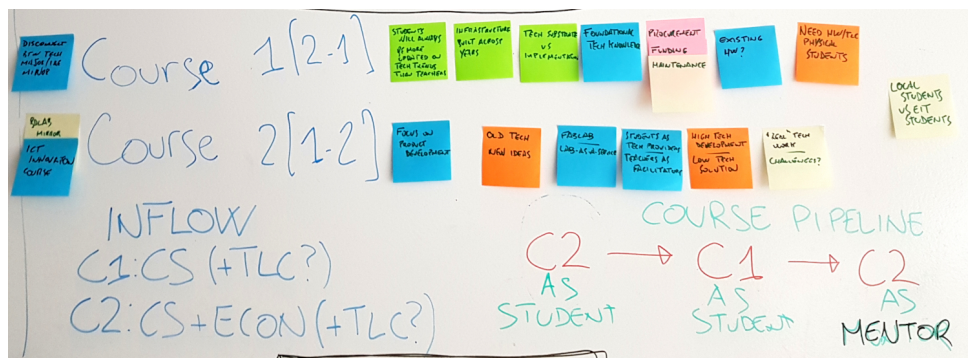 DISCONNECT
BTW TECH
Course 1[2-1]
STUDENTS
WILL ALWAYS
BE MORE
UPDATED ON
TECH TRENDS
THAN TEACHERS
INFRASTRUCTURE
BUILT ACROSS
YEARS
TECH SUBSTRATE
VS
IMPLEMENTATION
FOUNDATIONAL
TECH KNOWLEDGE
PROCUREMENT
FUNDING
MAINTENANCE
EXISTING
HW?
NEED HW/TLC
PHYSICAL
STUDENTS
LOCAL
STUDENTS
VS EIT
STUDENTS
MIRROR
ICT
INNOVATION
COURSE
Course 2[1-2]
FOCUS ON
PRODUCT
DEVELOPMENT
OLD TECH
NEW IDEAS
FABLAB
LAB-AS-A-SERVICE
STUDENTS AS
TECH PROVIDERS
TEACHERS AS
FACILITATORS
HIGH TECH
DEVELOPMENT
LOW TECH
SOLUTION
"REAL" TECH
WORK
CHALLENGES?
INFLOW
C1: CS (+TLC?)
C2: CS + ECON (+TLC?)
COURSE PIPELINE
C2 → C1 → C2
AS
STUDENT
AS
STUDENT
AS
MENTOR